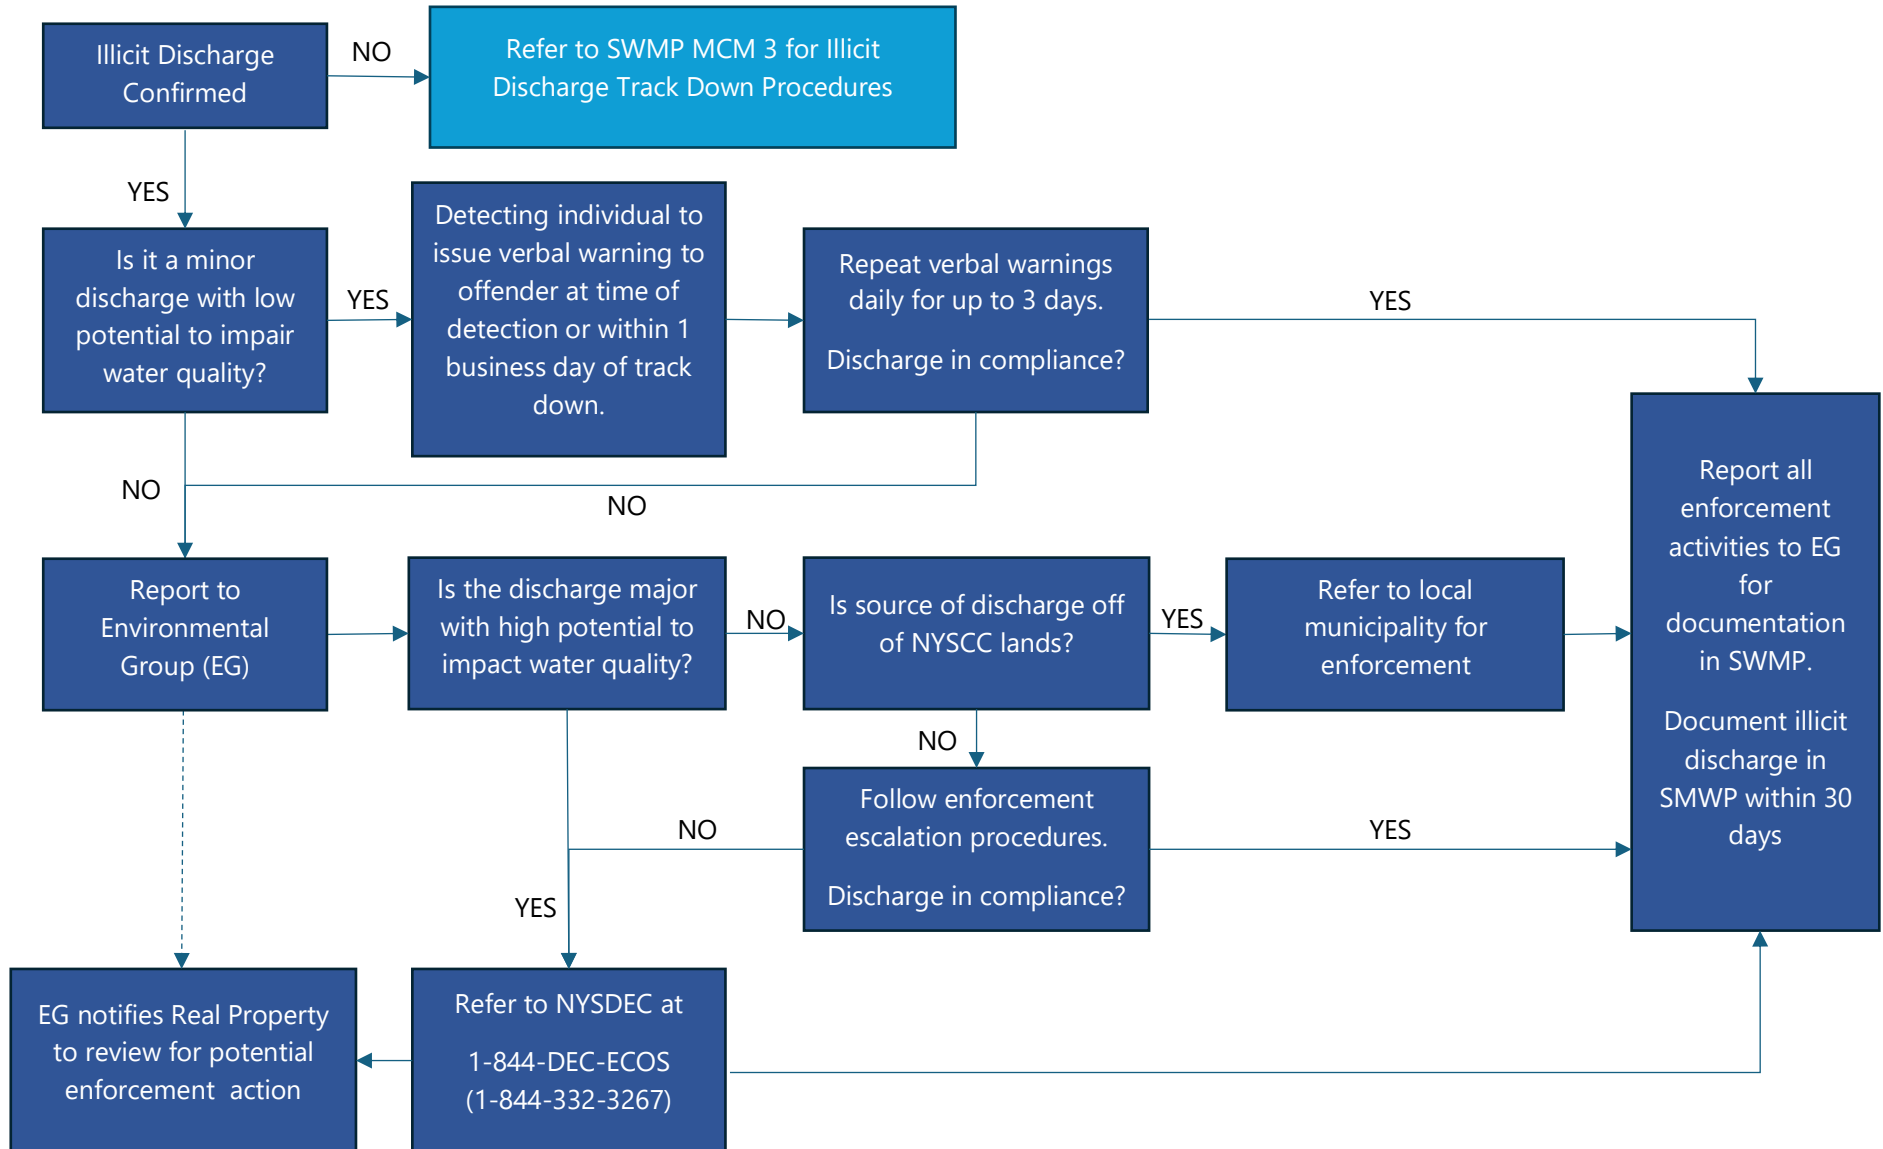 Illicit Discharge
Confirmed
NO
Refer to SWMP MCM 3 for Illicit
Discharge Track Down Procedures
YES
Is it a minor
discharge with low
potential to impair
water quality?
YES
Detecting individual to
issue verbal warning to
offender at time of
detection or within 1
business day of track
down.
Repeat verbal warnings
daily for up to 3 days.
Discharge in compliance?
YES
NO
NO
Report to
Environmental
Group (EG)
Is the discharge major
with high potential to
impact water quality?
NO
Is source of discharge off
of NYSCC lands?
YES
Refer to local
municipality for
enforcement
Report all
enforcement
activities to EG
for
documentation
in SWMP.
Document illicit
discharge in
SMWP within 30
days
NO
Follow enforcement
escalation procedures.
Discharge in compliance?
NO
YES
YES
EG notifies Real Property
to review for potential
enforcement action
Refer to NYSDEC at
1-844-DEC-ECOS
(1-844-332-3267)